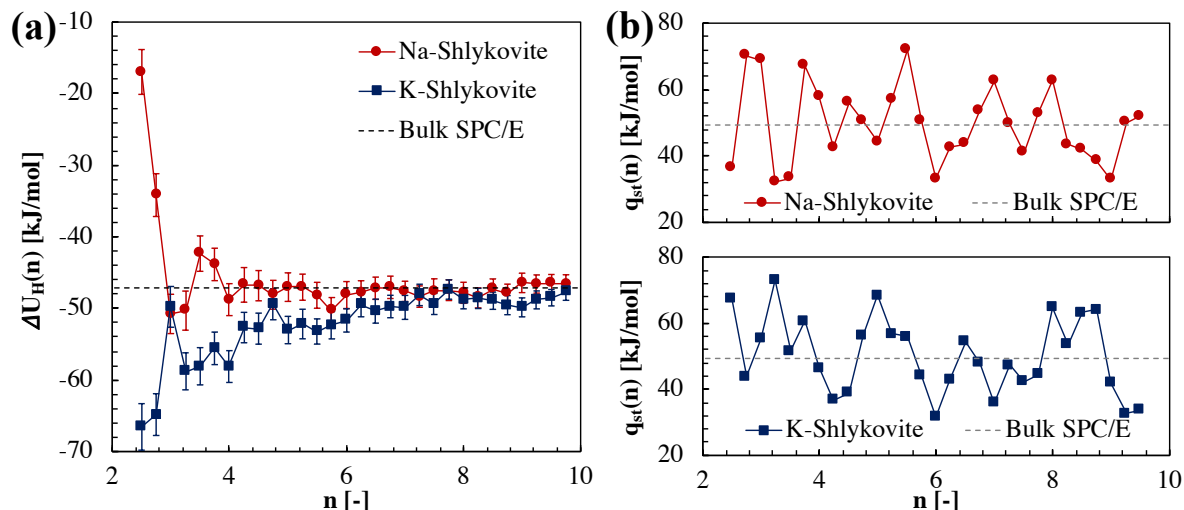 (a)
-10
-20
-30
-40
-50
-60
-70
ΔU_H(n) [kJ/mol]
Na-Shlykovite
K-Shlykovite
Bulk SPC/E
2 4 6 8 10
n [-]
(b)
80
60
40
20
q_st(n) [kJ/mol]
Na-Shlykovite Bulk SPC/E
80
60
40
20
q_st(n) [kJ/mol]
K-Shlykovite Bulk SPC/E
2 4 6 8 10
n [-]